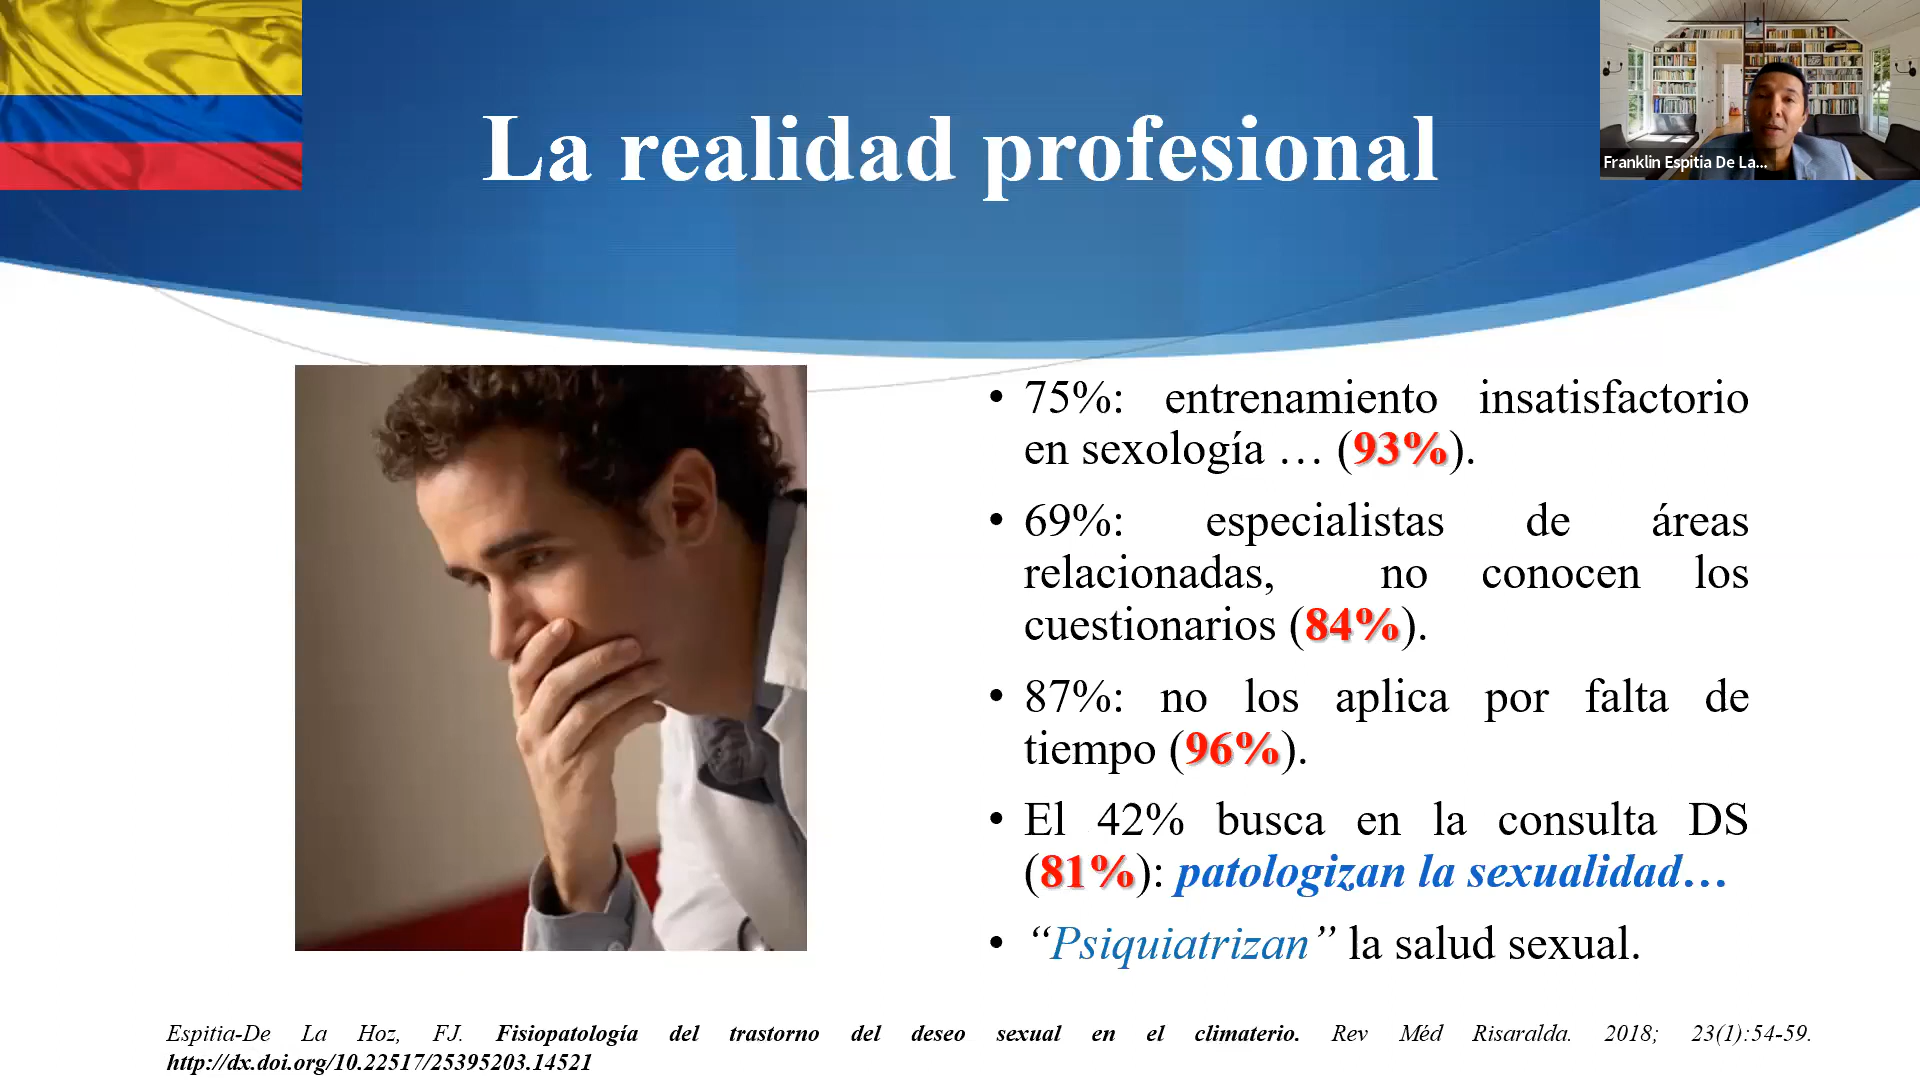 La realidad profesional
Franklin Espitia De La...
• 75%: entrenamiento insatisfactorio
en sexología … (93%).
• 69%: especialistas de áreas
relacionadas, no conocen los
cuestionarios (84%).
• 87%: no los aplica por falta de
tiempo (96%).
• El 42% busca en la consulta DS
(81%): patologizan la sexualidad…
• “Psiquiatrizan” la salud sexual.
Espitia-De La Hoz, FJ. Fisiopatología del trastorno del deseo sexual en el climaterio. Rev Méd Risaralda. 2018; 23(1):54-59.
http://dx.doi.org/10.22517/25395203.14521